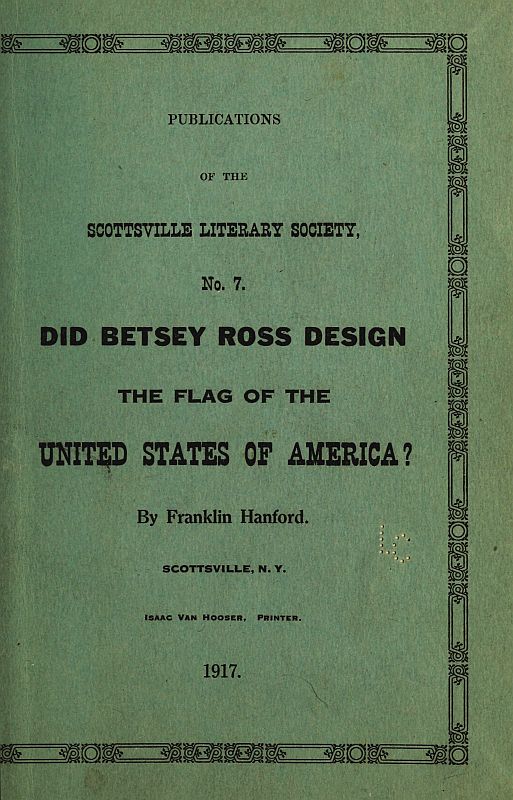 PUBLICATIONS
OF THE
SCOTTSVILLE LITERARY SOCIETY,
No. 7.
DID BETSEY ROSS DESIGN
THE FLAG OF THE
UNITED STATES OF AMERICA?
By Franklin Hanford.
LC
SCOTTSVILLE, N. Y.
ISAAC VAN HOOSER, PRINTER.
1917.